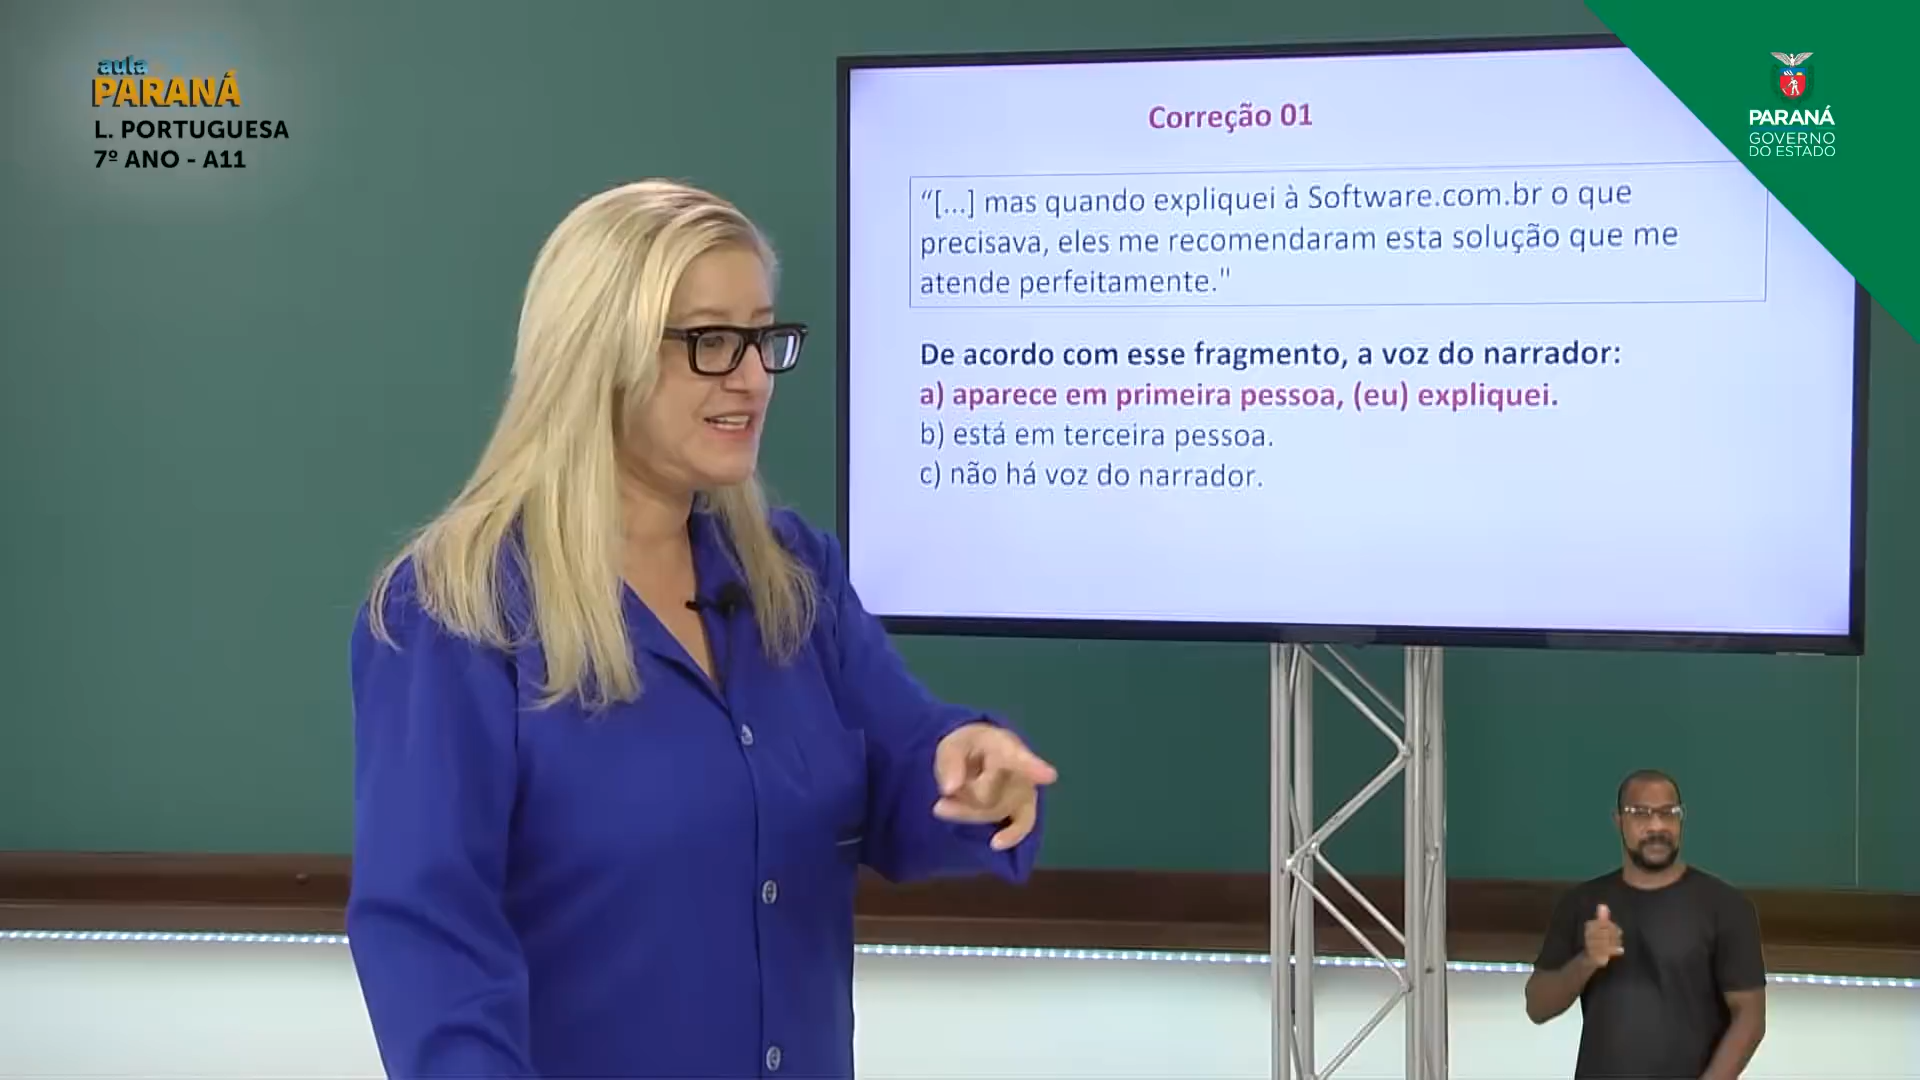 aula
PARANÁ
L. PORTUGUESA
7º ANO - A11
PARANÁ
GOVERNO
DO ESTADO
Correção 01
“[...] mas quando expliquei à Software.com.br o que
precisava, eles me recomendaram esta solução que me
atende perfeitamente."
De acordo com esse fragmento, a voz do narrador:
a) aparece em primeira pessoa, (eu) expliquei.
b) está em terceira pessoa.
c) não há voz do narrador.